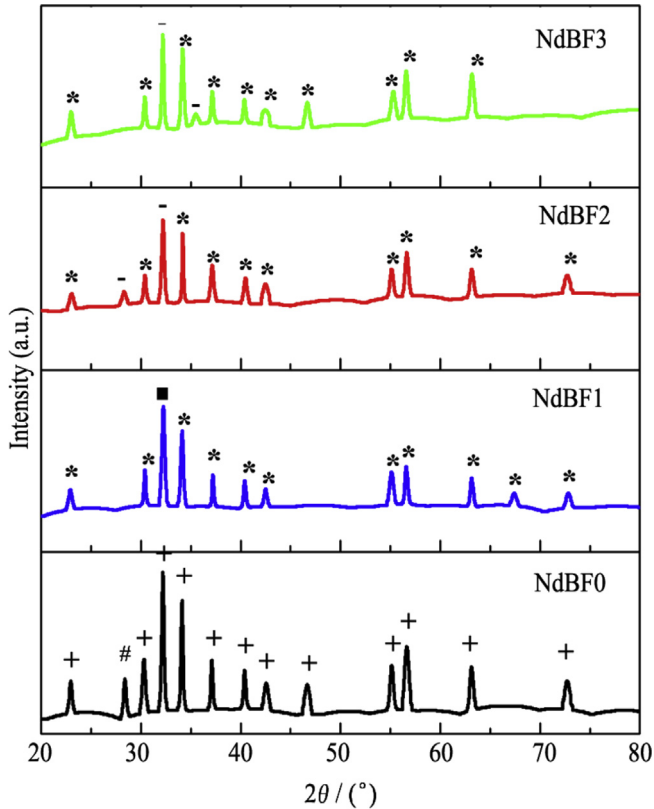 NdBF3
- * * * * - * * * * * * *
NdBF2
- * * - * * * * * * * *
Intensity (a.u.)
NdBF1
■ * * * * * * * * * * *
NdBF0
+ + + # + + + + + + + + +
20 30 40 50 60 70 80
2θ / (°)